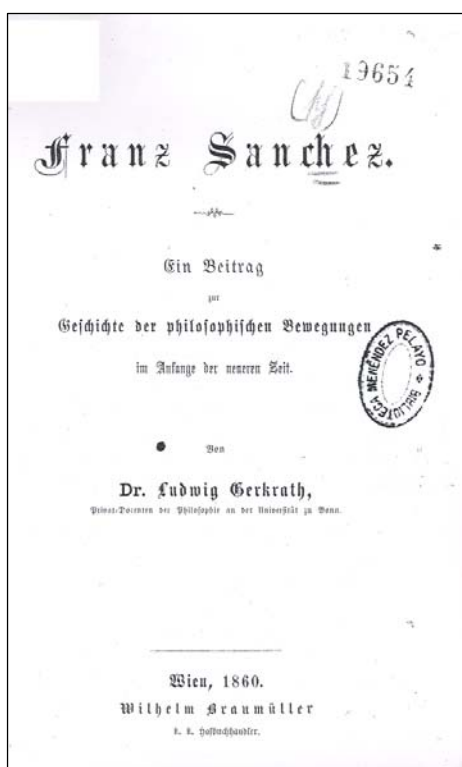 19654
Franz Sanchez.
Ein Beitrag
zur
Geschichte der philosophischen Bewegungen
im Anfange der neueren Zeit.
BIBLIOTECA MENÉNDEZ PELAYO
Von
Dr. Ludwig Gerkrath,
Privat-Docenten der Philosophie an der Universität zu Bonn.
Wien, 1860.
Wilhelm Braumüller
k. k. Hofbuchhändler.